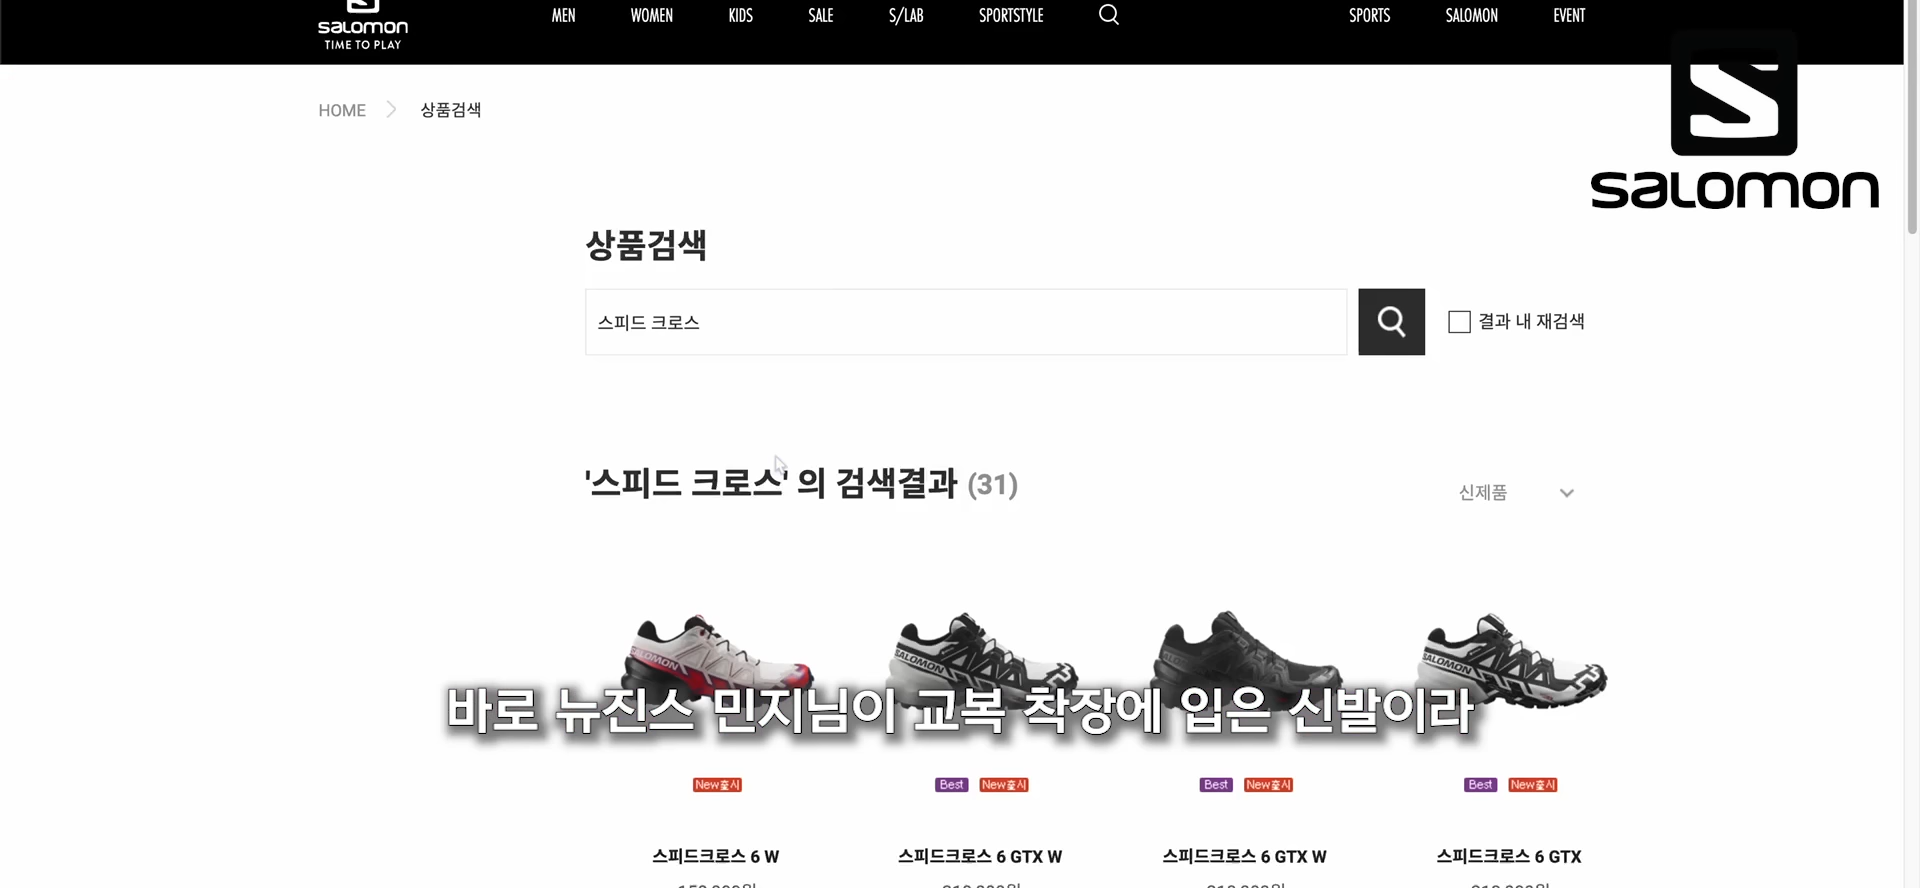 salomon
TIME TO PLAY
MEN WOMEN KIDS SALE S/LAB SPORTSTYLE SPORTS SALOMON EVENT
HOME 상품검색
salomon
상품검색
스피드 크로스
결과 내 재검색
'스피드 크로스' 의 검색결과 (31)
신제품
SALOMON SALOMON SALOMON
바로 뉴진스 민지님이 교복 착장에 입은 신발이라
New출시 Best New출시 Best New출시 Best New출시
스피드크로스 6 W 스피드크로스 6 GTX W 스피드크로스 6 GTX W 스피드크로스 6 GTX